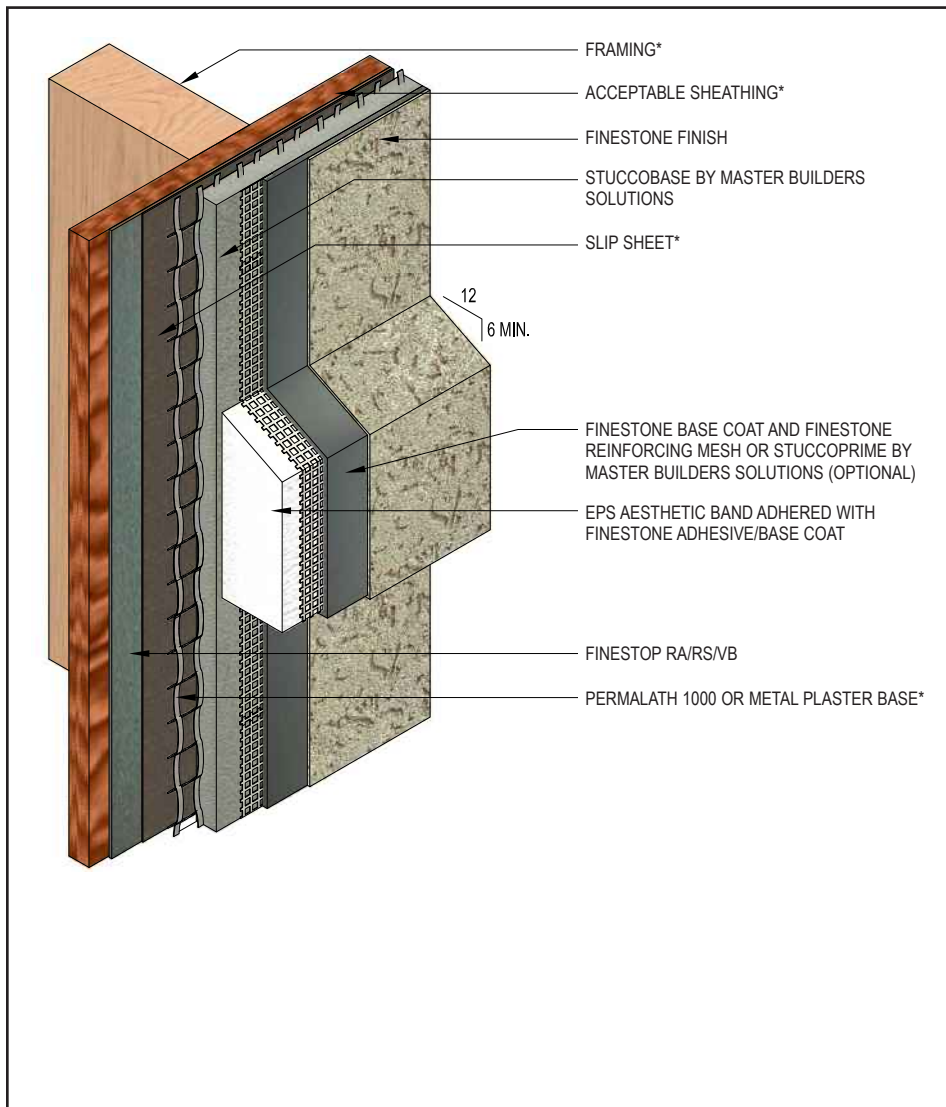 FRAMING*
ACCEPTABLE SHEATHING*
FINESTONE FINISH
STUCCOBASE BY MASTER BUILDERS
SOLUTIONS
SLIP SHEET*
12
6 MIN.
FINESTONE BASE COAT AND FINESTONE
REINFORCING MESH OR STUCCOPRIME BY
MASTER BUILDERS SOLUTIONS (OPTIONAL)
EPS AESTHETIC BAND ADHERED WITH
FINESTONE ADHESIVE/BASE COAT
FINESTOP RA/RS/VB
PERMALATH 1000 OR METAL PLASTER BASE*